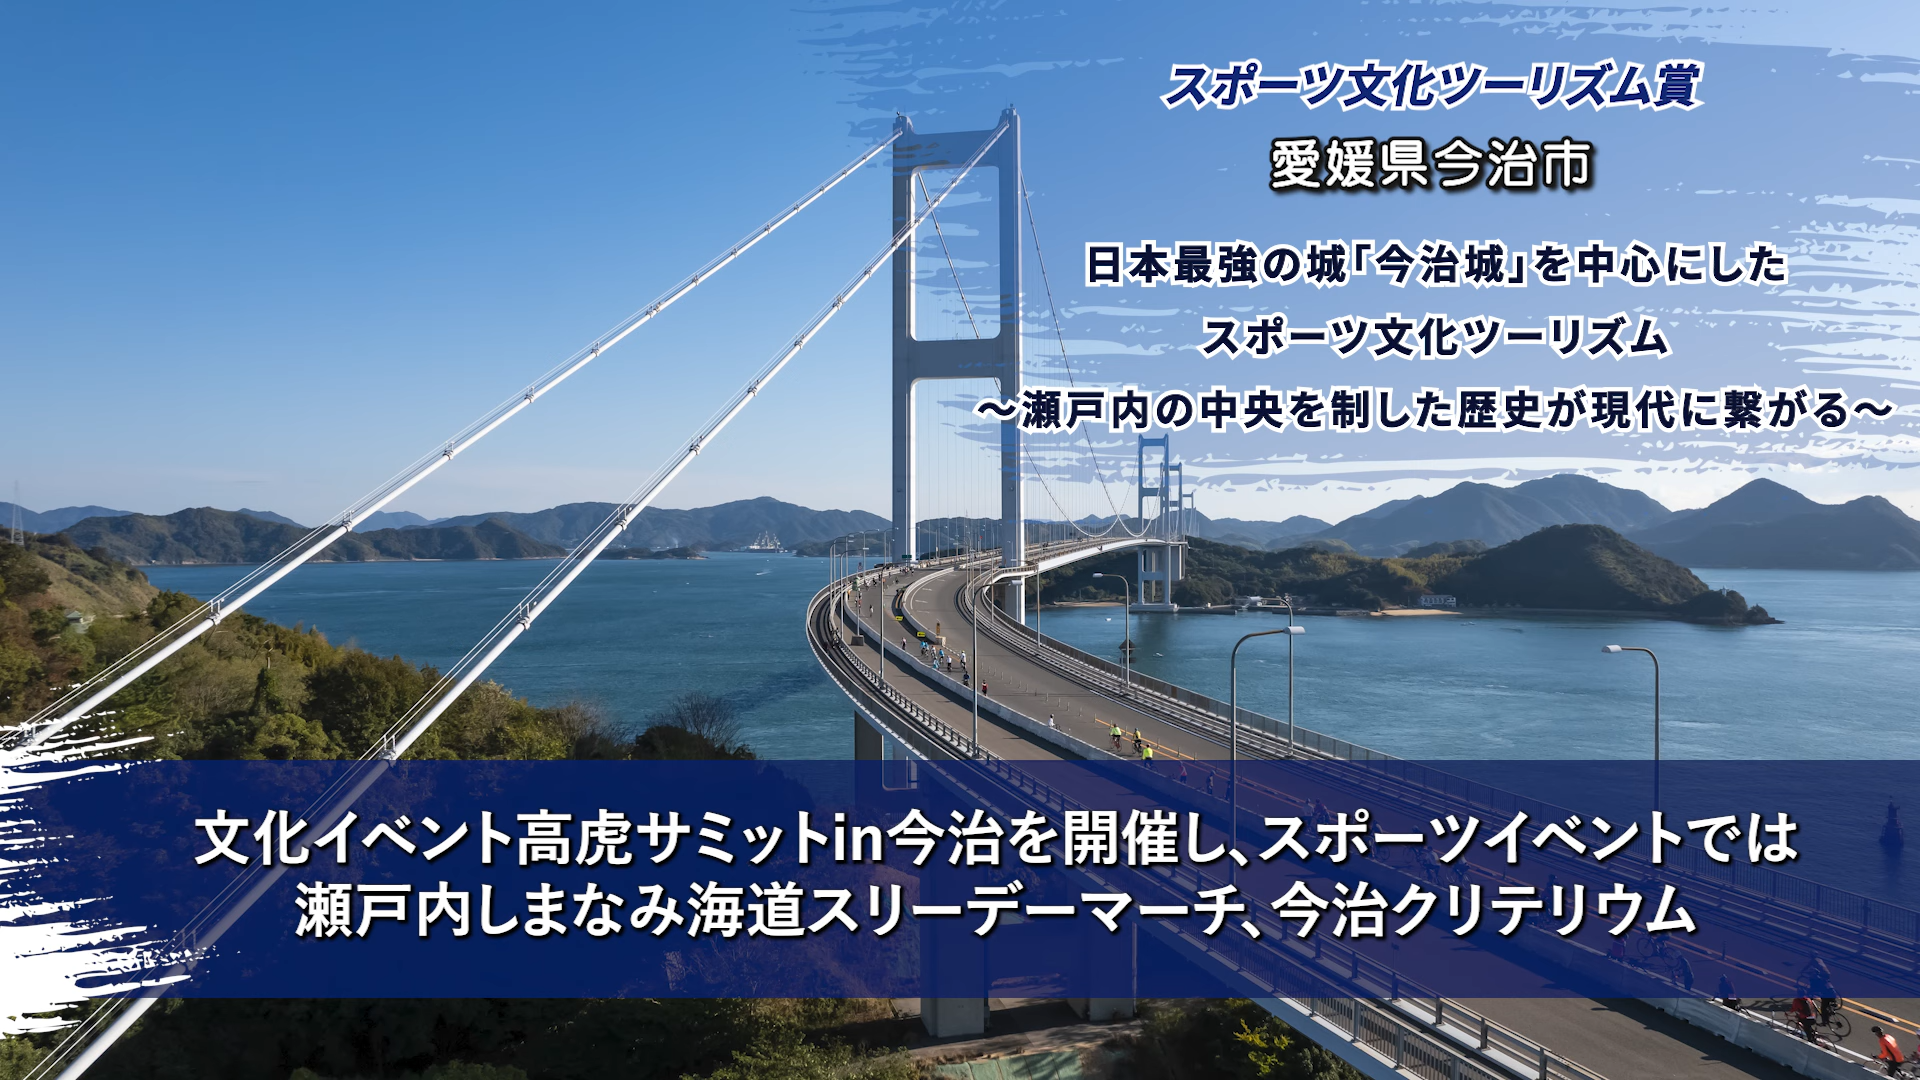 スポーツ文化ツーリズム賞
愛媛県今治市
日本最強の城「今治城」を中心にした
スポーツ文化ツーリズム
～瀬戸内の中央を制した歴史が現代に繋がる～
文化イベント高虎サミットin今治を開催し、スポーツイベントでは
瀬戸内しまなみ海道スリーデーマーチ、今治クリテリウム